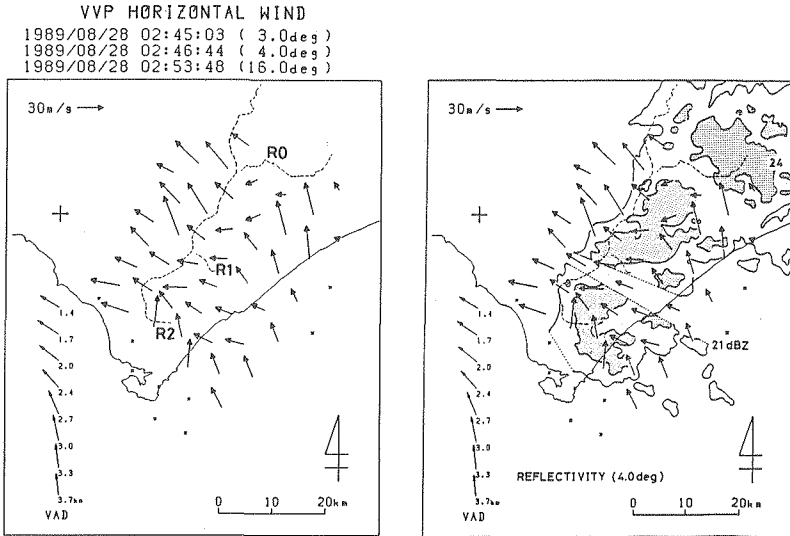 VVP HORIZONTAL WIND
1989/08/28 02:45:03 ( 3.0deg)
1989/08/28 02:46:44 ( 4.0deg)
1989/08/28 02:53:48 (16.0deg)
30m/s
R0
R1
R2
1.4
1.7
2.0
2.4
2.7
3.0
3.3
3.7km
VAD
0 10 20km
30m/s
24
21dBZ
1.4
1.7
2.0
2.4
2.7
3.0
3.3
3.7km
VAD
REFLECTIVITY (4.0deg)
0 10 20km